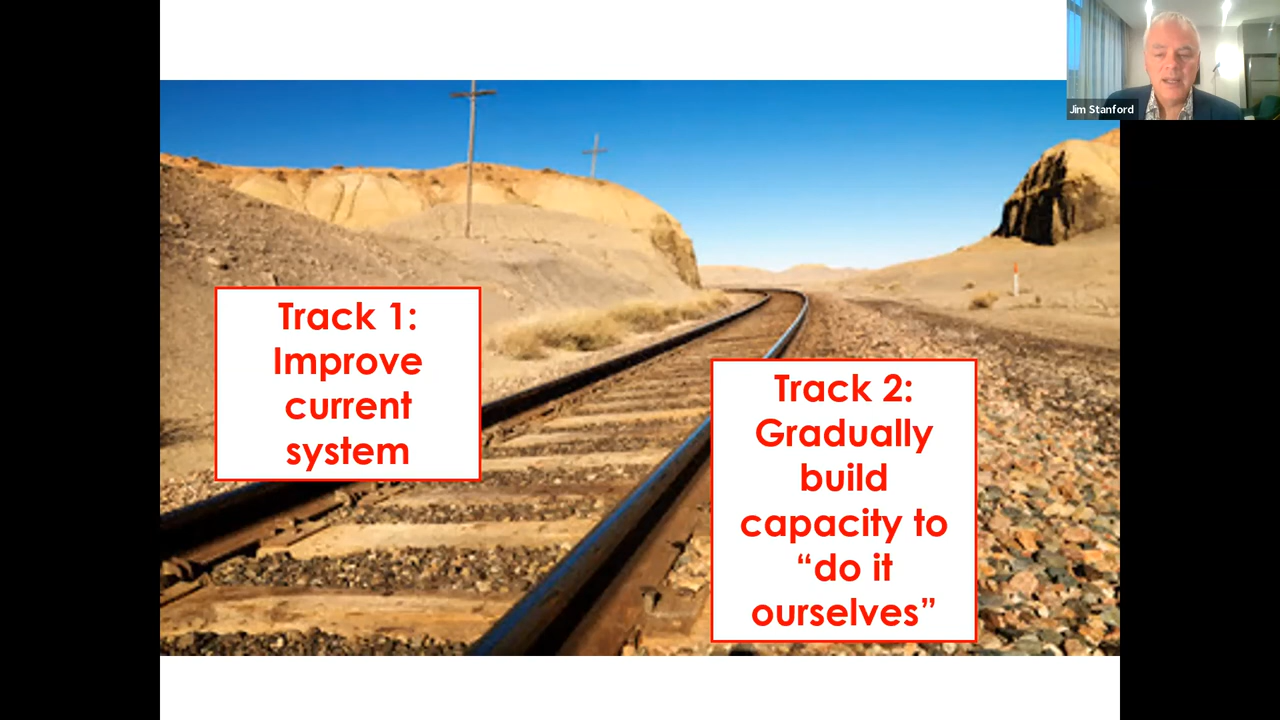 Jim Stanford
Track 1:
Improve
current
system
Track 2:
Gradually
build
capacity to
“do it
ourselves”